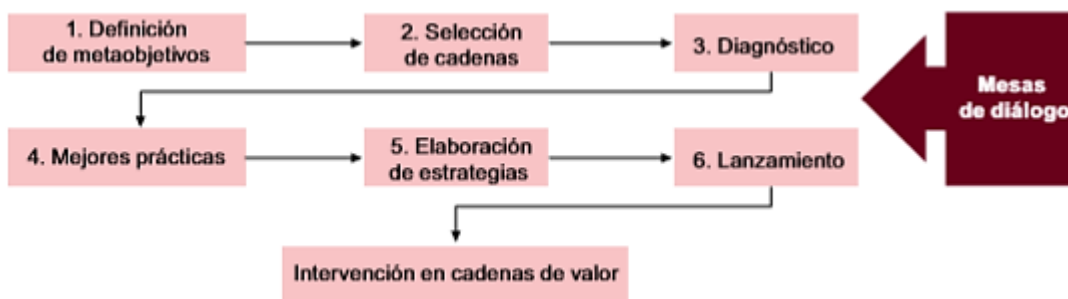 1. Definición
de metaobjetivos
2. Selección
de cadenas
3. Diagnóstico
Mesas
de diálogo
4. Mejores prácticas
5. Elaboración
de estrategias
6. Lanzamiento
Intervención en cadenas de valor